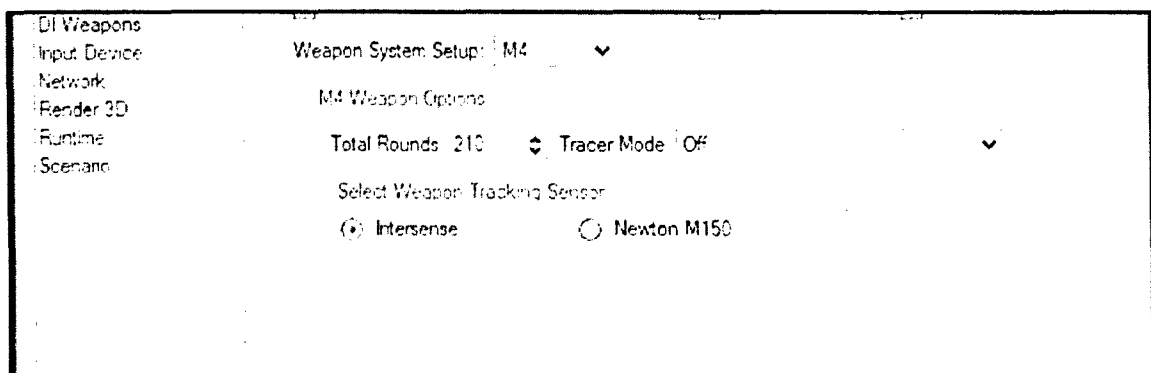 DI Weapons
Input Device
Network
Render 3D
Runtime
Scenario
Weapon System Setup: M4
M4 Weapon Options
Total Rounds 210 Tracer Mode Off
Select Weapon Tracking Sensor
Intersense Newton M150